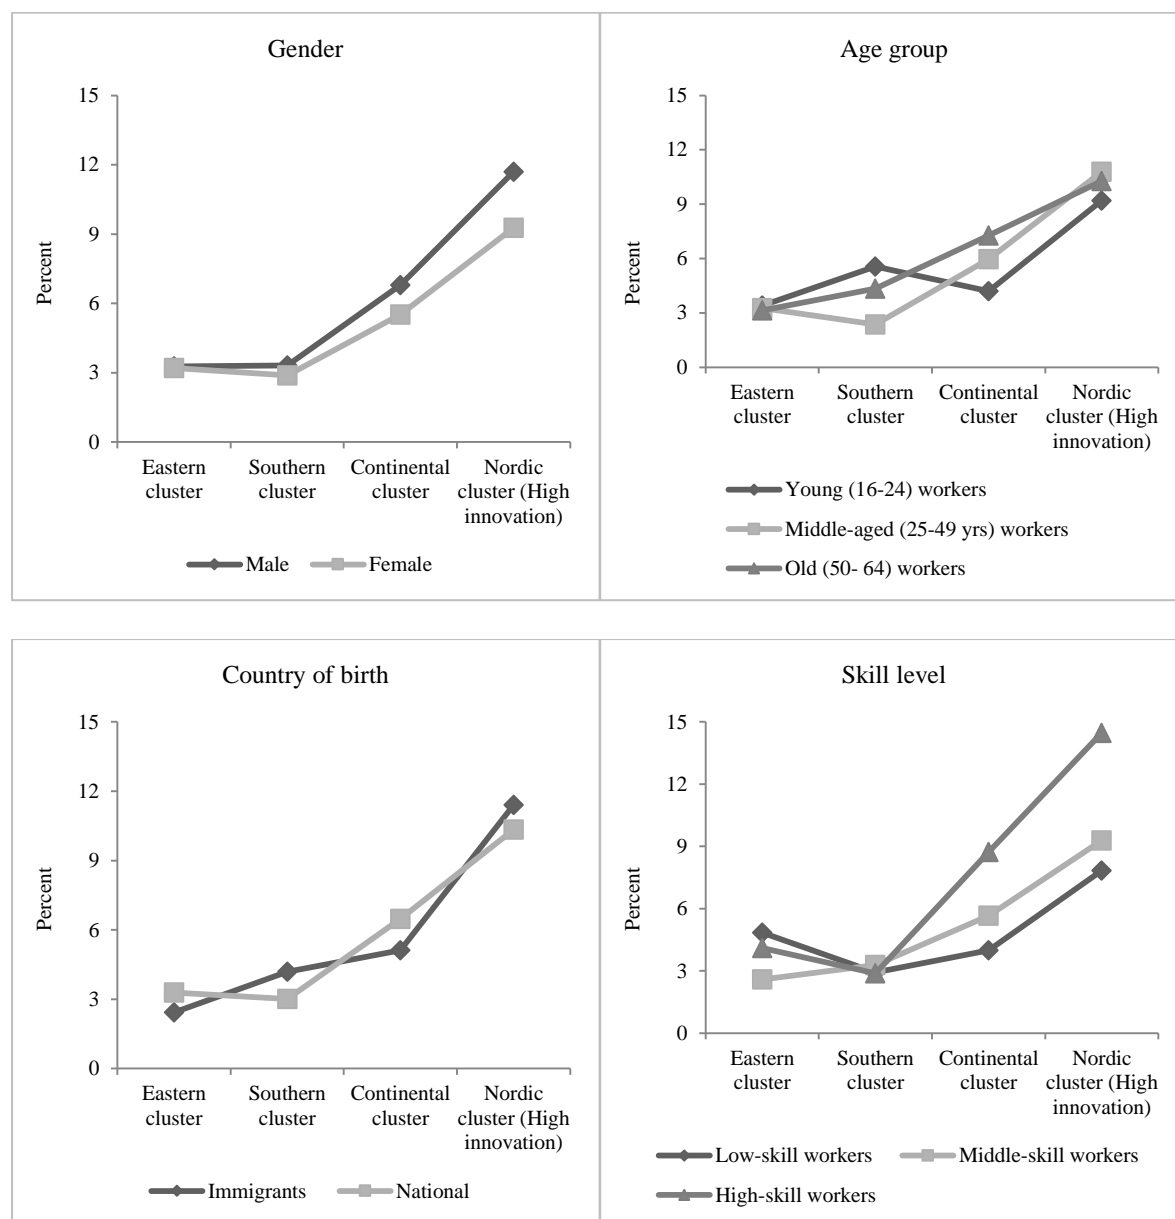 Gender
15
12
9
6
3
0
Percent
Eastern
cluster
Southern
cluster
Continental
cluster
Nordic
cluster (High
innovation)
Male
Female
Age group
15
12
9
6
3
0
Percent
Eastern
cluster
Southern
cluster
Continental
cluster
Nordic
cluster (High
innovation)
Young (16-24) workers
Middle-aged (25-49 yrs) workers
Old (50- 64) workers
Country of birth
15
12
9
6
3
0
Percent
Eastern
cluster
Southern
cluster
Continental
cluster
Nordic
cluster (High
innovation)
Immigrants
National
Skill level
15
12
9
6
3
0
Percent
Eastern
cluster
Southern
cluster
Continental
cluster
Nordic
cluster (High
innovation)
Low-skill workers
Middle-skill workers
High-skill workers